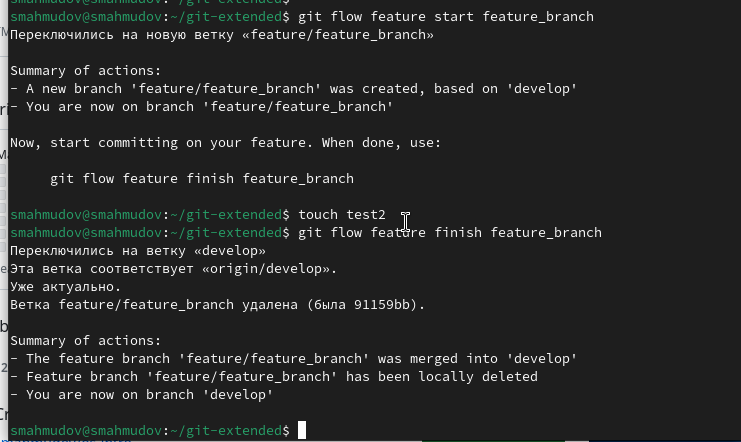 smahmudov@smahmudov:~/git-extended$ git flow feature start feature_branch
Переключились на новую ветку «feature/feature_branch»
Summary of actions:
- A new branch 'feature/feature_branch' was created, based on 'develop'
- You are now on branch 'feature/feature_branch'
Now, start committing on your feature. When done, use:
git flow feature finish feature_branch
smahmudov@smahmudov:~/git-extended$ touch test2
smahmudov@smahmudov:~/git-extended$ git flow feature finish feature_branch
Переключились на ветку «develop»
Эта ветка соответствует «origin/develop».
Уже актуально.
Ветка feature/feature_branch удалена (была 91159bb).
Summary of actions:
- The feature branch 'feature/feature_branch' was merged into 'develop'
- Feature branch 'feature/feature_branch' has been locally deleted
- You are now on branch 'develop'
smahmudov@smahmudov:~/git-extended$